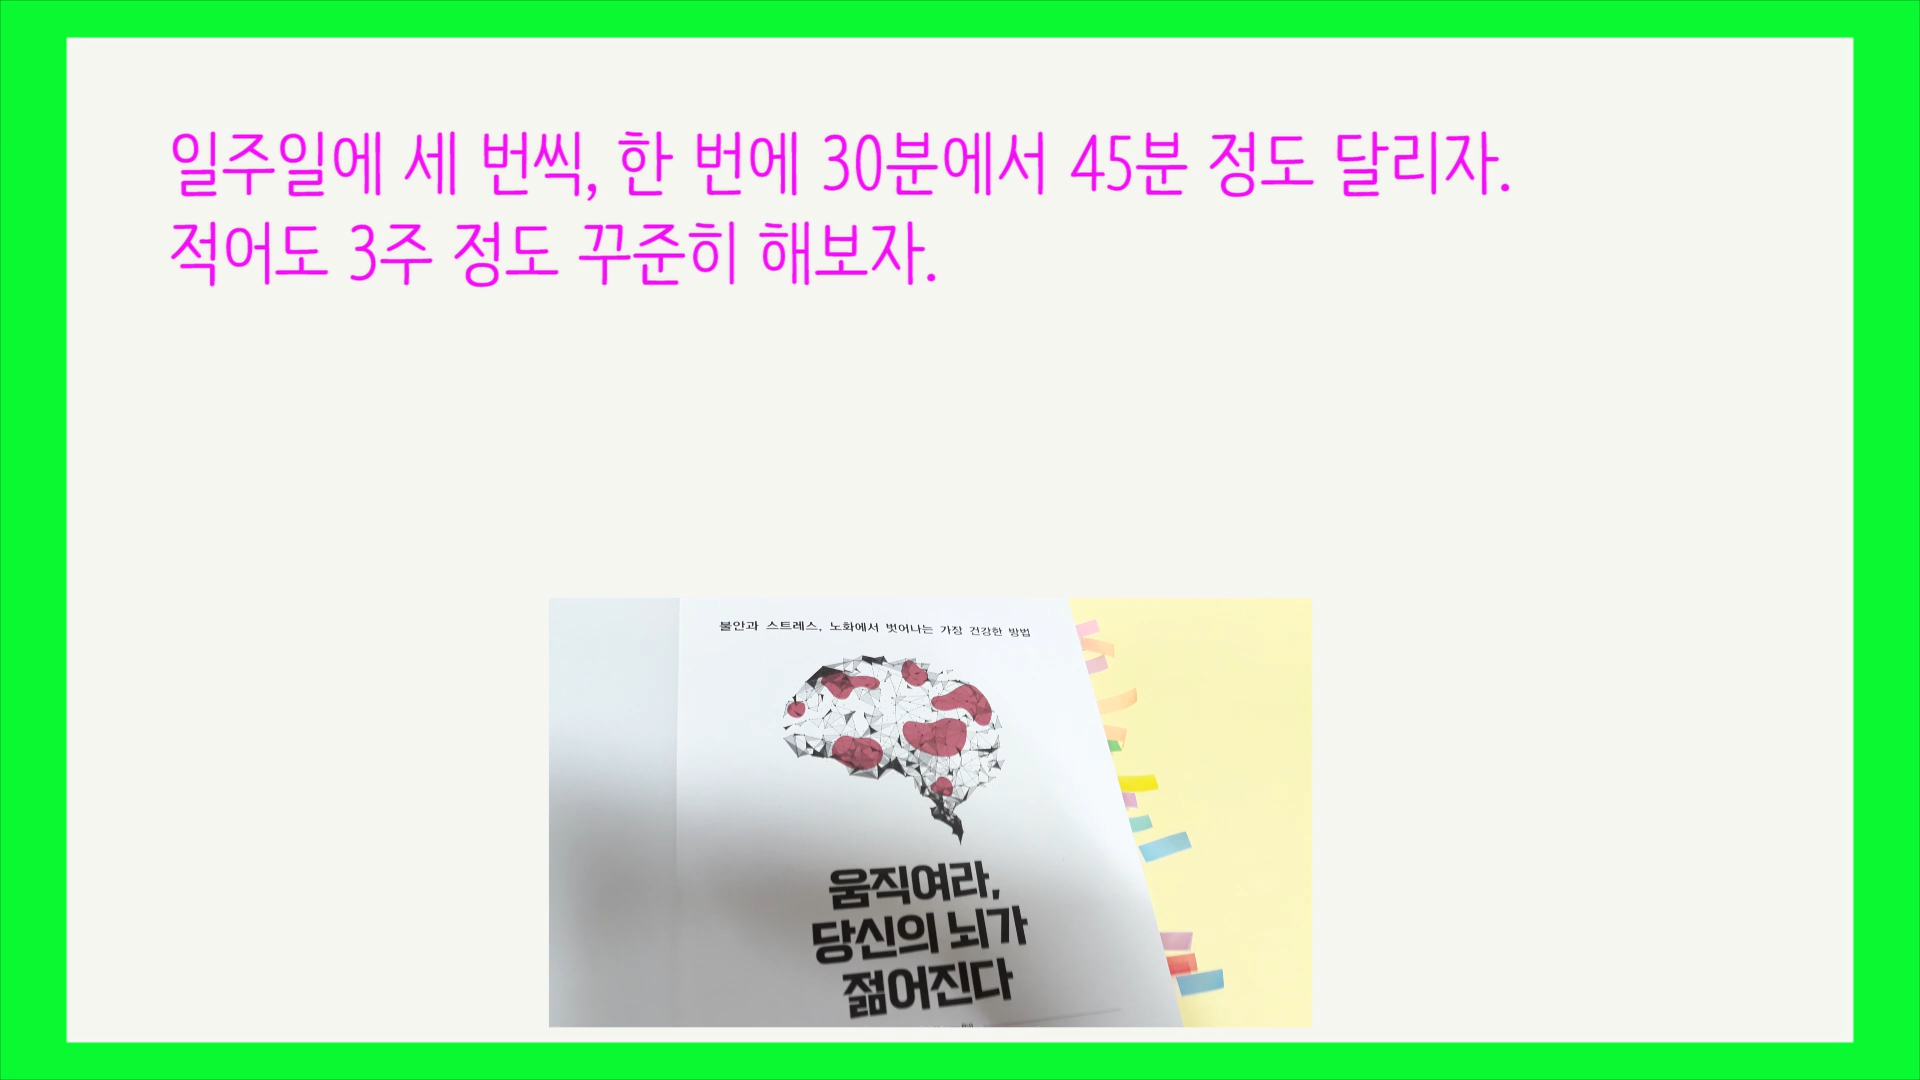 일주일에 세 번씩, 한 번에 30분에서 45분 정도 달리자.
적어도 3주 정도 꾸준히 해보자.
불안과 스트레스, 노화에서 벗어나는 가장 건강한 방법
움직여라,
당신의 뇌가
젊어진다